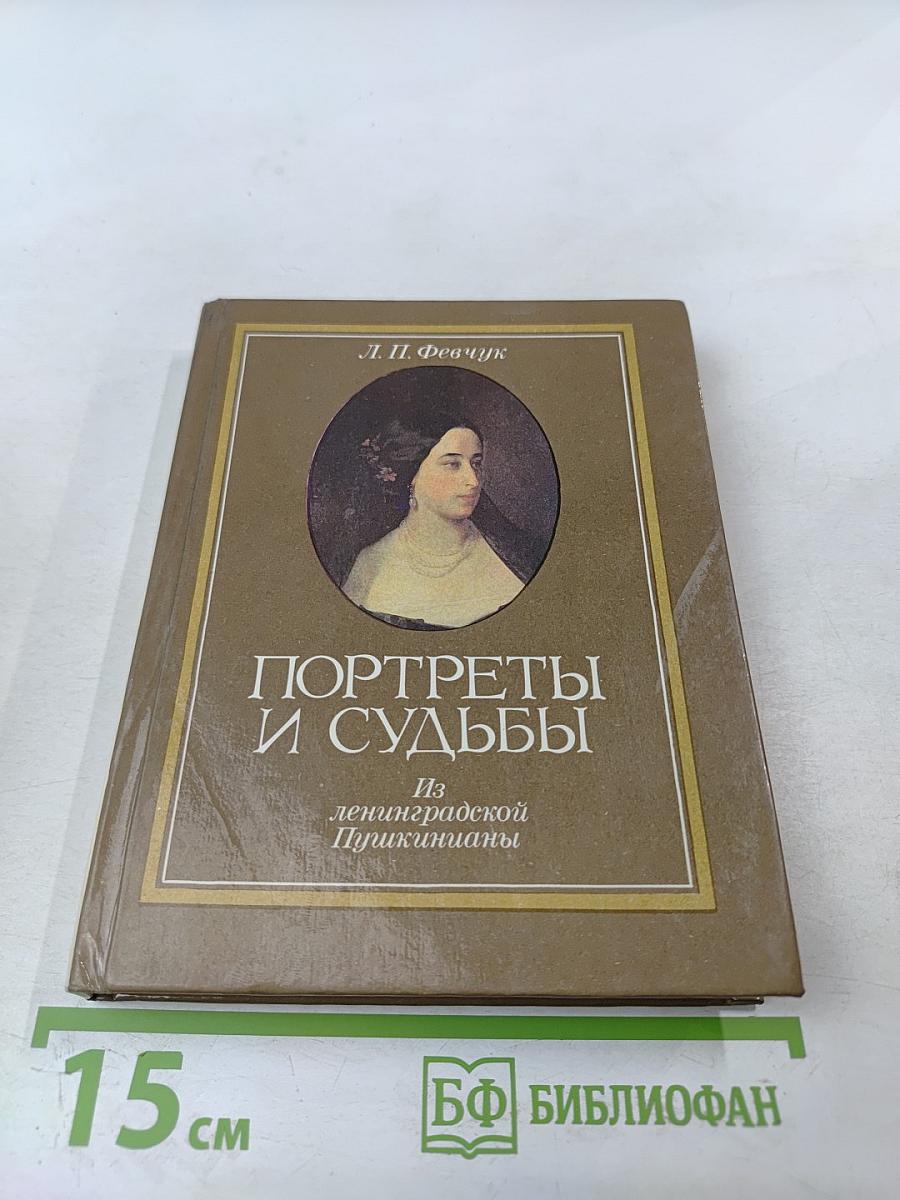 Л. П. Февчук
ПОРТРЕТЫ
И СУДЬБЫ
Из
ленинградской
Пушкинианы
15 см
БФ БИБЛИОФАН